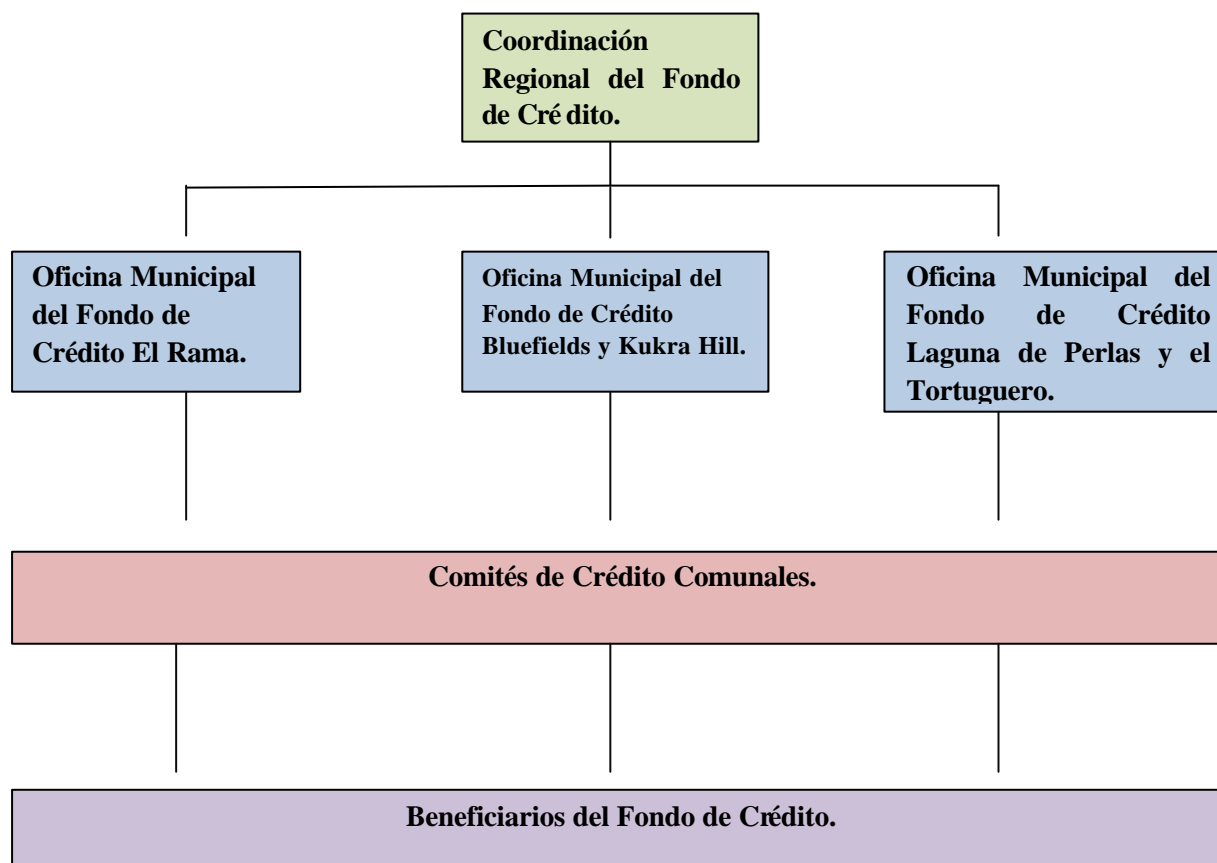 Coordinación
Regional del Fondo
de Crédito.
Oficina Municipal
del Fondo de
Crédito El Rama.
Oficina Municipal del
Fondo de Crédito
Bluefields y Kukra Hill.
Oficina Municipal del
Fondo de Crédito
Laguna de Perlas y el
Tortuguero.
Comités de Crédito Comunales.
Beneficiarios del Fondo de Crédito.